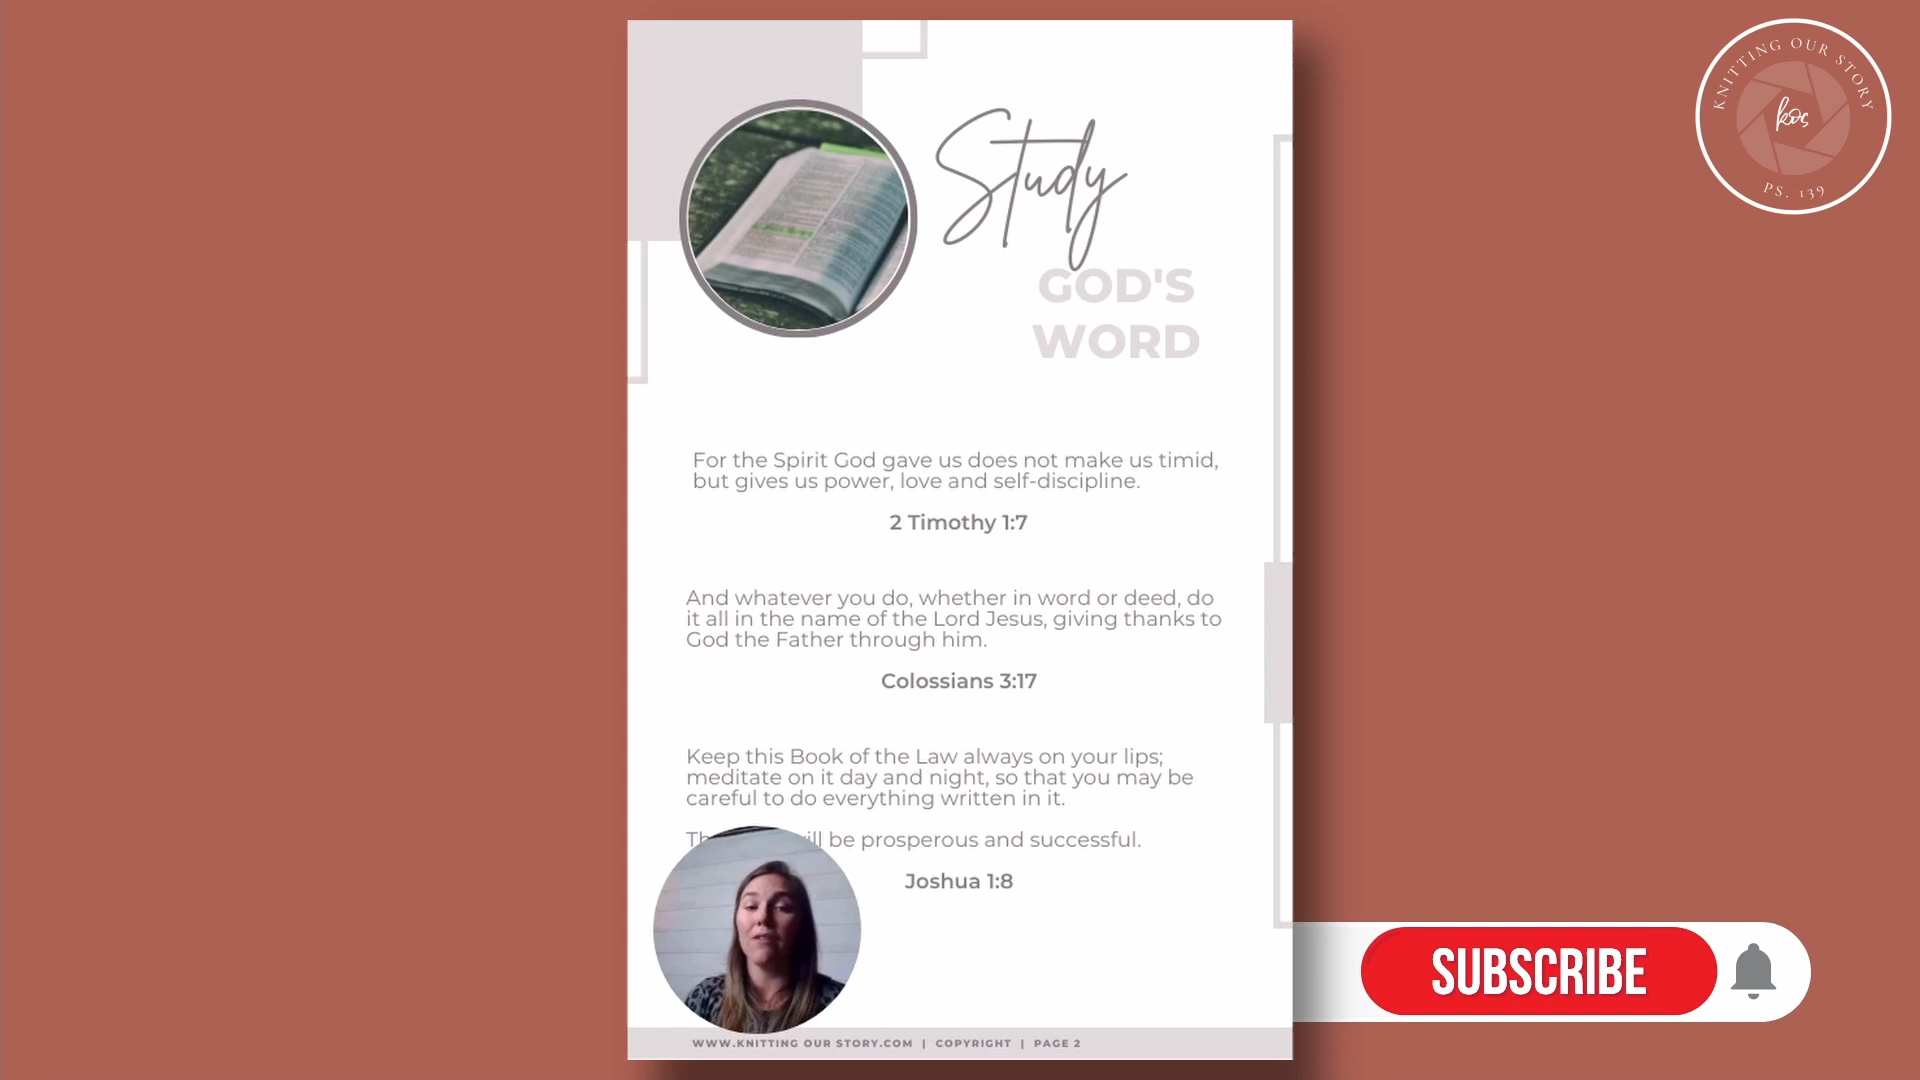 KNITTING OUR STORY
kos
PS. 139
Study
GOD'S
WORD
For the Spirit God gave us does not make us timid,
but gives us power, love and self-discipline.
2 Timothy 1:7
And whatever you do, whether in word or deed, do
it all in the name of the Lord Jesus, giving thanks to
God the Father through him.
Colossians 3:17
Keep this Book of the Law always on your lips;
meditate on it day and night, so that you may be
careful to do everything written in it.
be prosperous and successful.
Joshua 1:8
SUBSCRIBE
WWW.KNITTING OUR STORY.COM | COPYRIGHT | PAGE 2